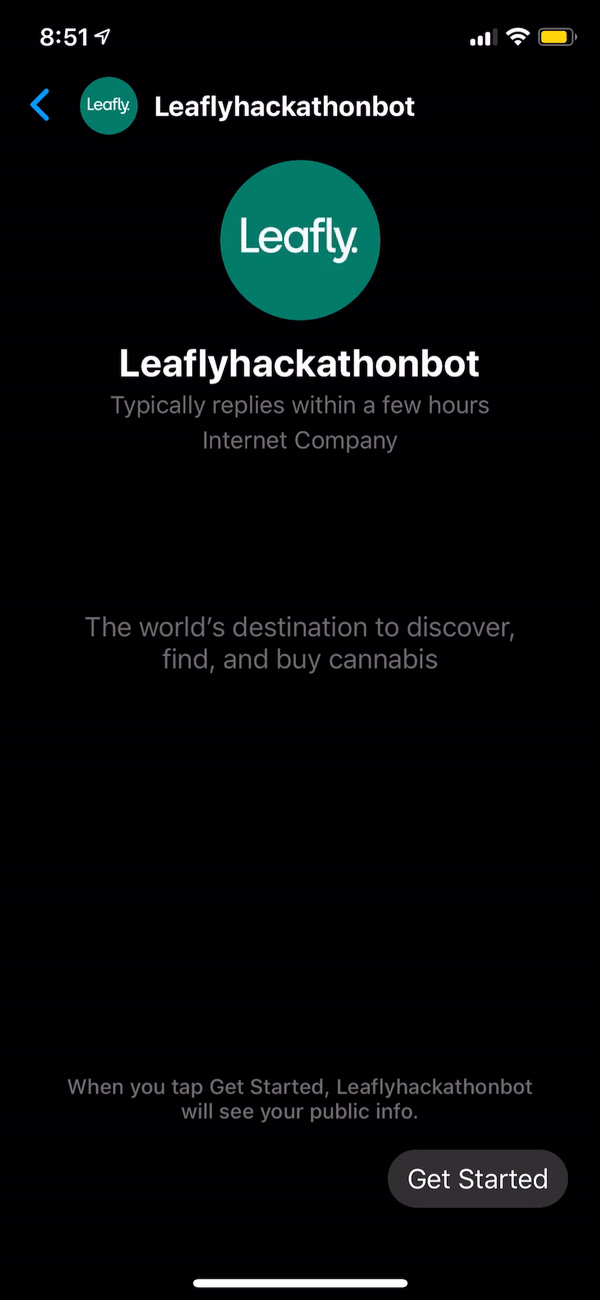 8:51
Leafly.
Leaflyhackathonbot
Leafly.
Leaflyhackathonbot
Typically replies within a few hours
Internet Company
The world’s destination to discover,
find, and buy cannabis
When you tap Get Started, Leaflyhackathonbot
will see your public info.
Get Started